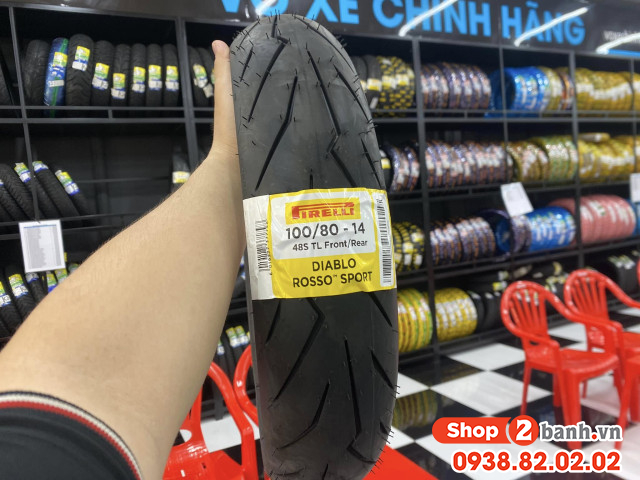 VỎ XE CHÍNH HÃNG
PIRELLI
100/80 - 14
48S TL Front/Rear
DIABLO
ROSSO™ SPORT
Shop 2banh.vn
0938.82.02.02